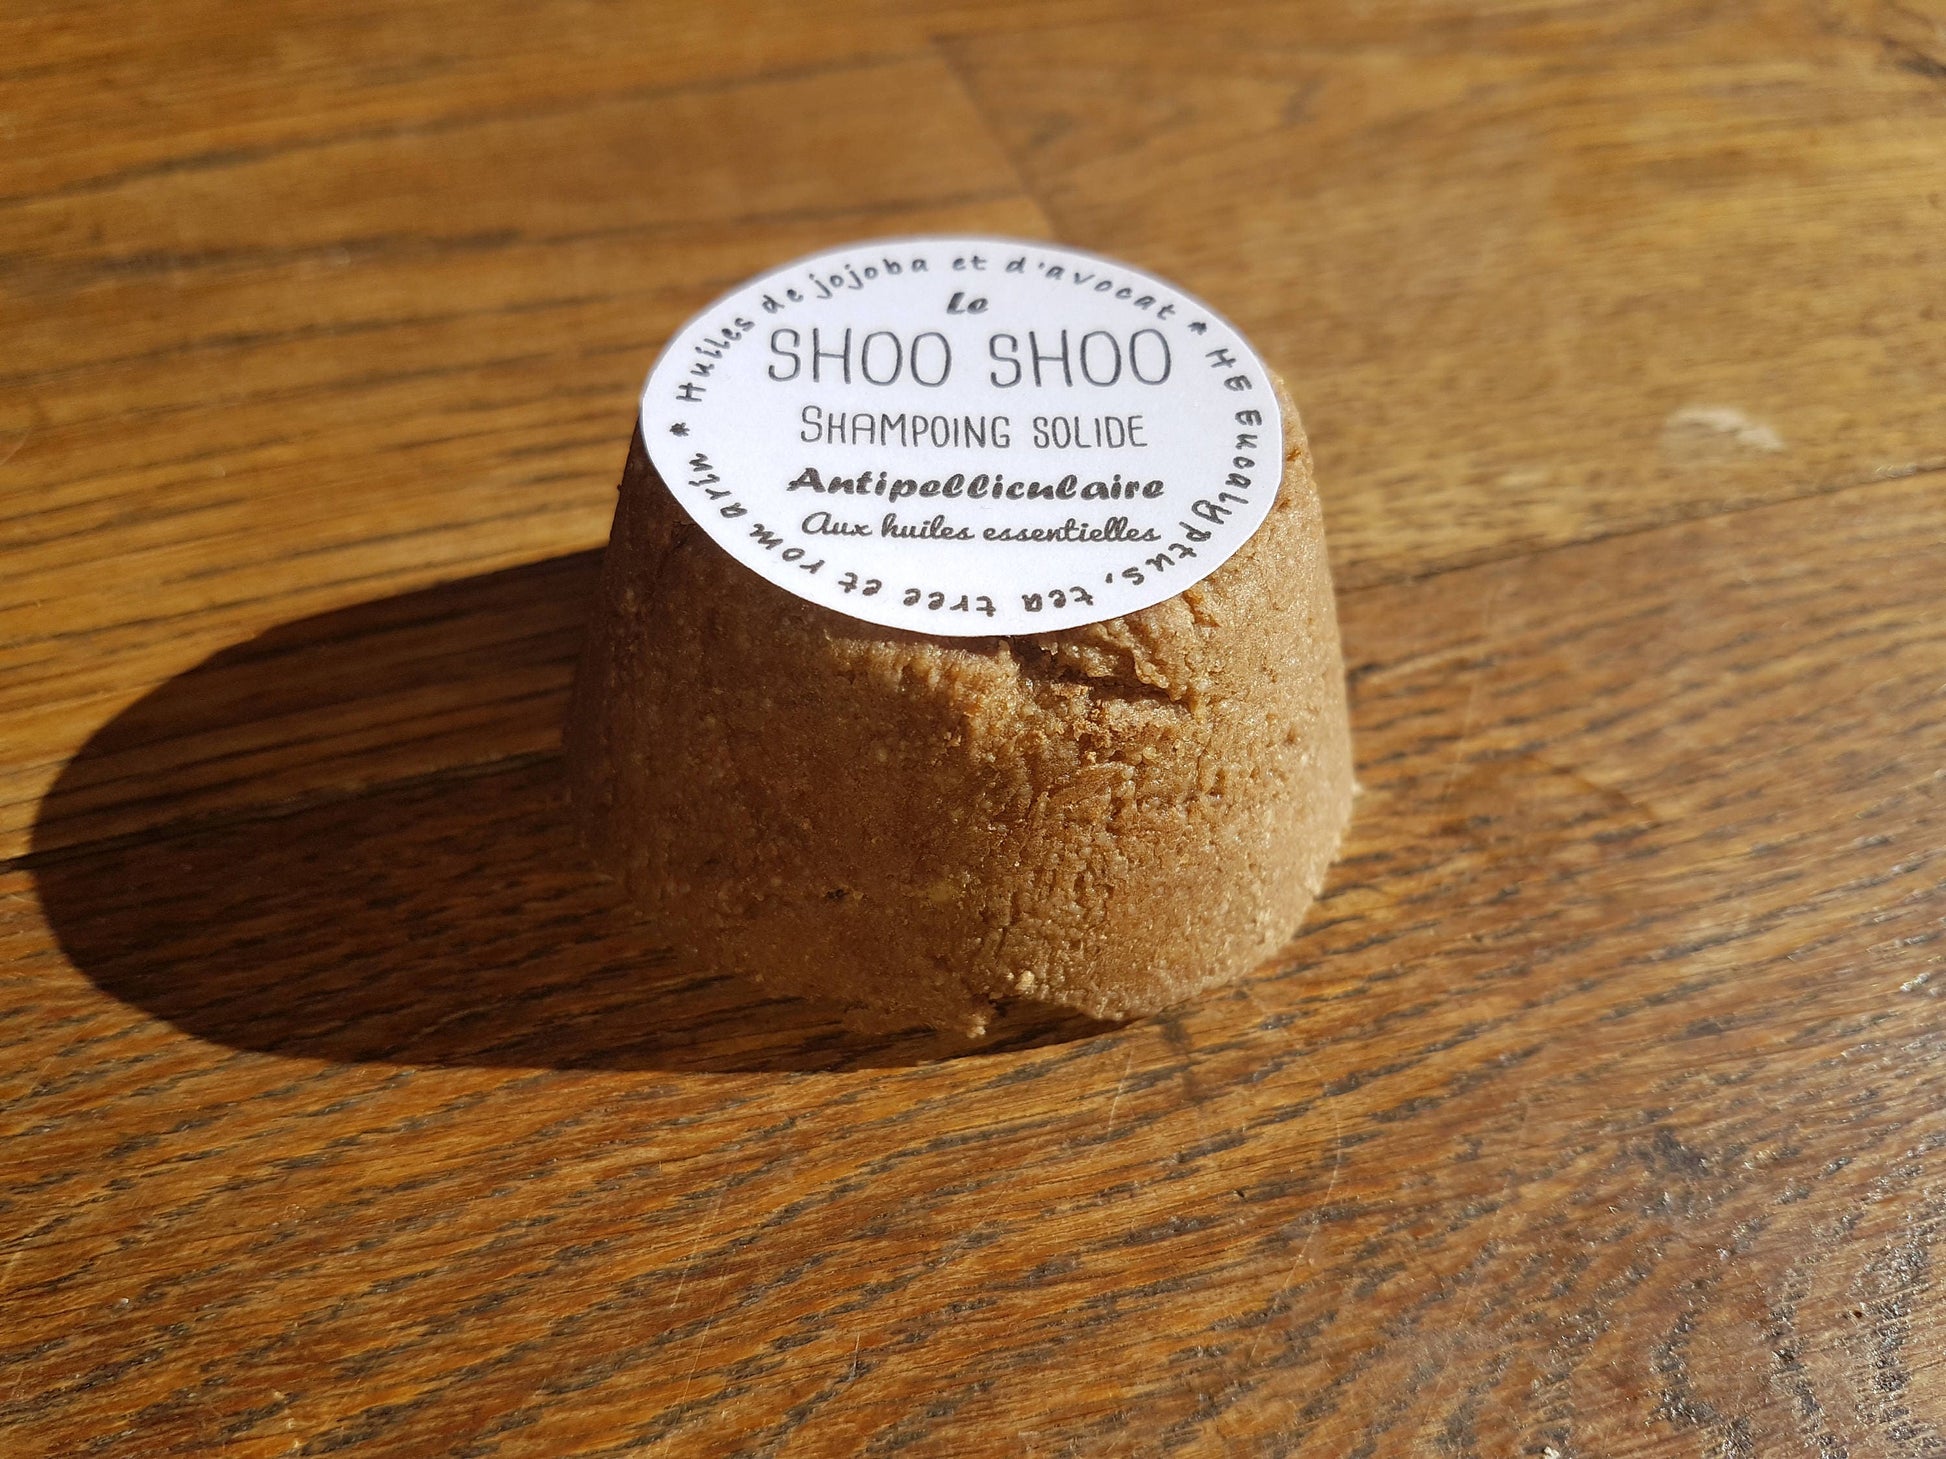 Le
SHOO SHOO
SHAMPOING SOLIDE
Antipelliculaire
Aux huiles essentielles
* Huiles de jojoba et d'avocat * HE Eucalyptus, tea tree et romarin